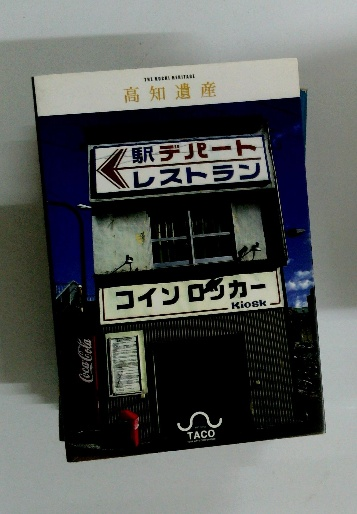 THE KOCHI HERITAGE
高知遺産
駅デパート
レストラン
コインロッカー
Kiosk
Coca-Cola
TACO